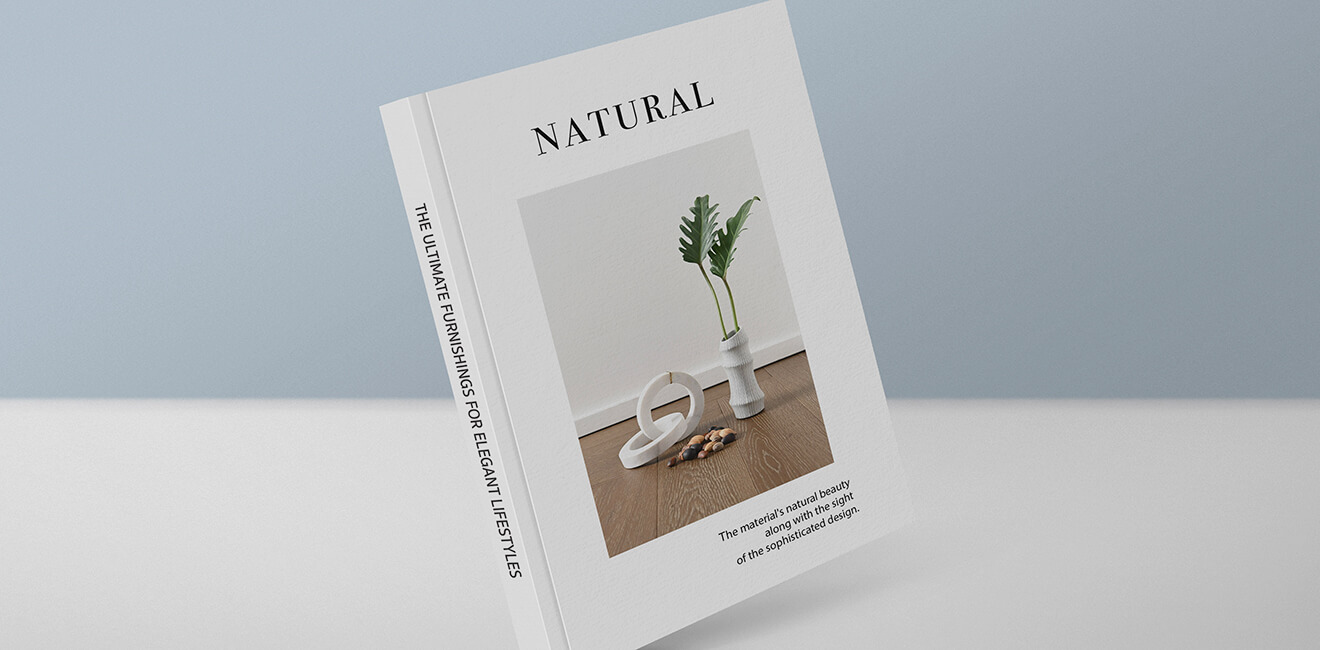 NATURAL
The material's natural beauty
along with the sight
of the sophisticated design.
THE ULTIMATE FURNISHINGS FOR ELEGANT LIFESTYLES